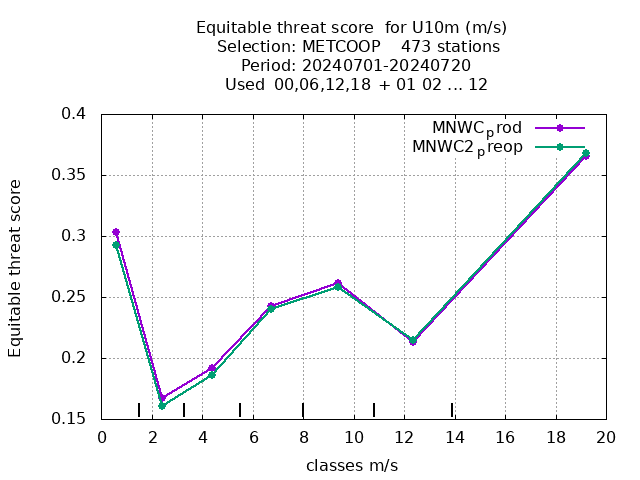 Equitable threat score  for U10m (m/s)
Selection: METCOOP    473 stations
Period: 20240701-20240720
Used  00,06,12,18 + 01 02 ... 12
MNWCprod
MNWC2preop
0.4
0.35
0.3
0.25
0.2
0.15
Equitable threat score
0 2 4 6 8 10 12 14 16 18 20
classes m/s